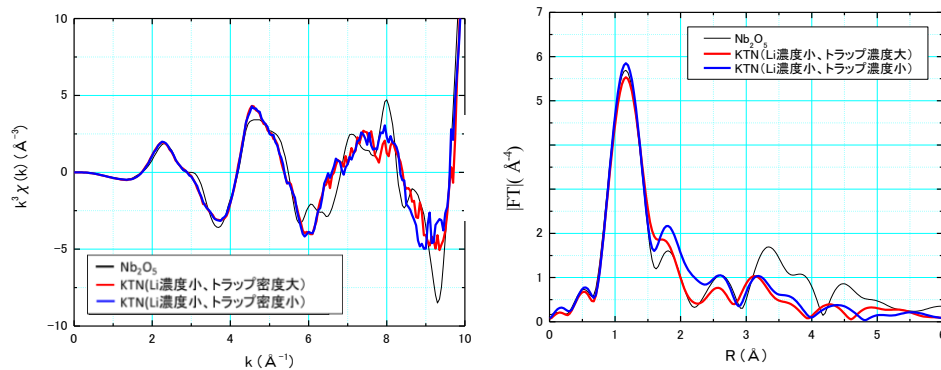 10
5
0
−5
−10
k³ χ (k) (Å⁻³)
Nb₂O₅
KTN(Li濃度小、トラップ密度大)
KTN(Li濃度小、トラップ密度小)
0 2 4 6 8 10
k (Å⁻¹)
7
6
5
2
1
0
|FT|( Å-4)
Nb₂O₅
KTN(Li濃度小、トラップ濃度大)
KTN(Li濃度小、トラップ濃度小)
0 1 2 3 4 5 6
R (Å)